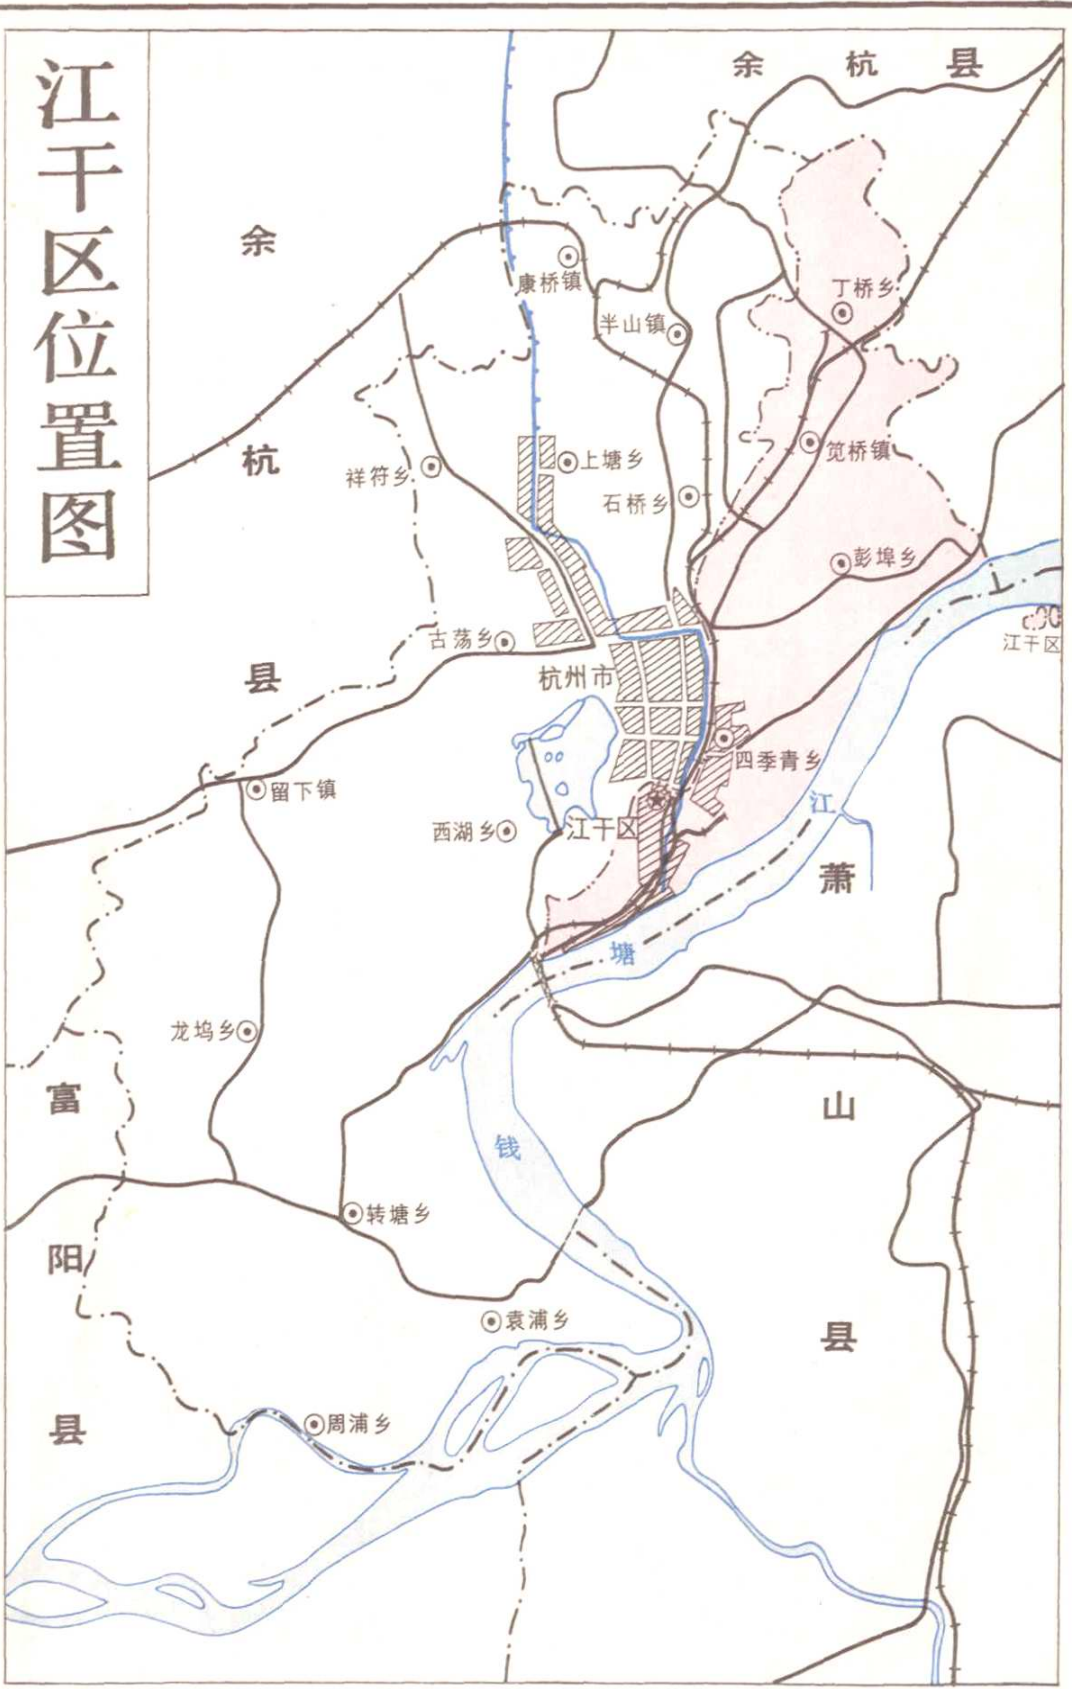 江干区位置图
余杭县
余杭县
康桥镇
丁桥乡
半山镇
笕桥镇
上塘乡
祥符乡
石桥乡
彭埠乡
江干区
古荡乡
杭州市
四季青乡
留下镇
西湖乡
江干区
钱塘江
萧山县
龙坞乡
富阳县
转塘乡
袁浦乡
周浦乡